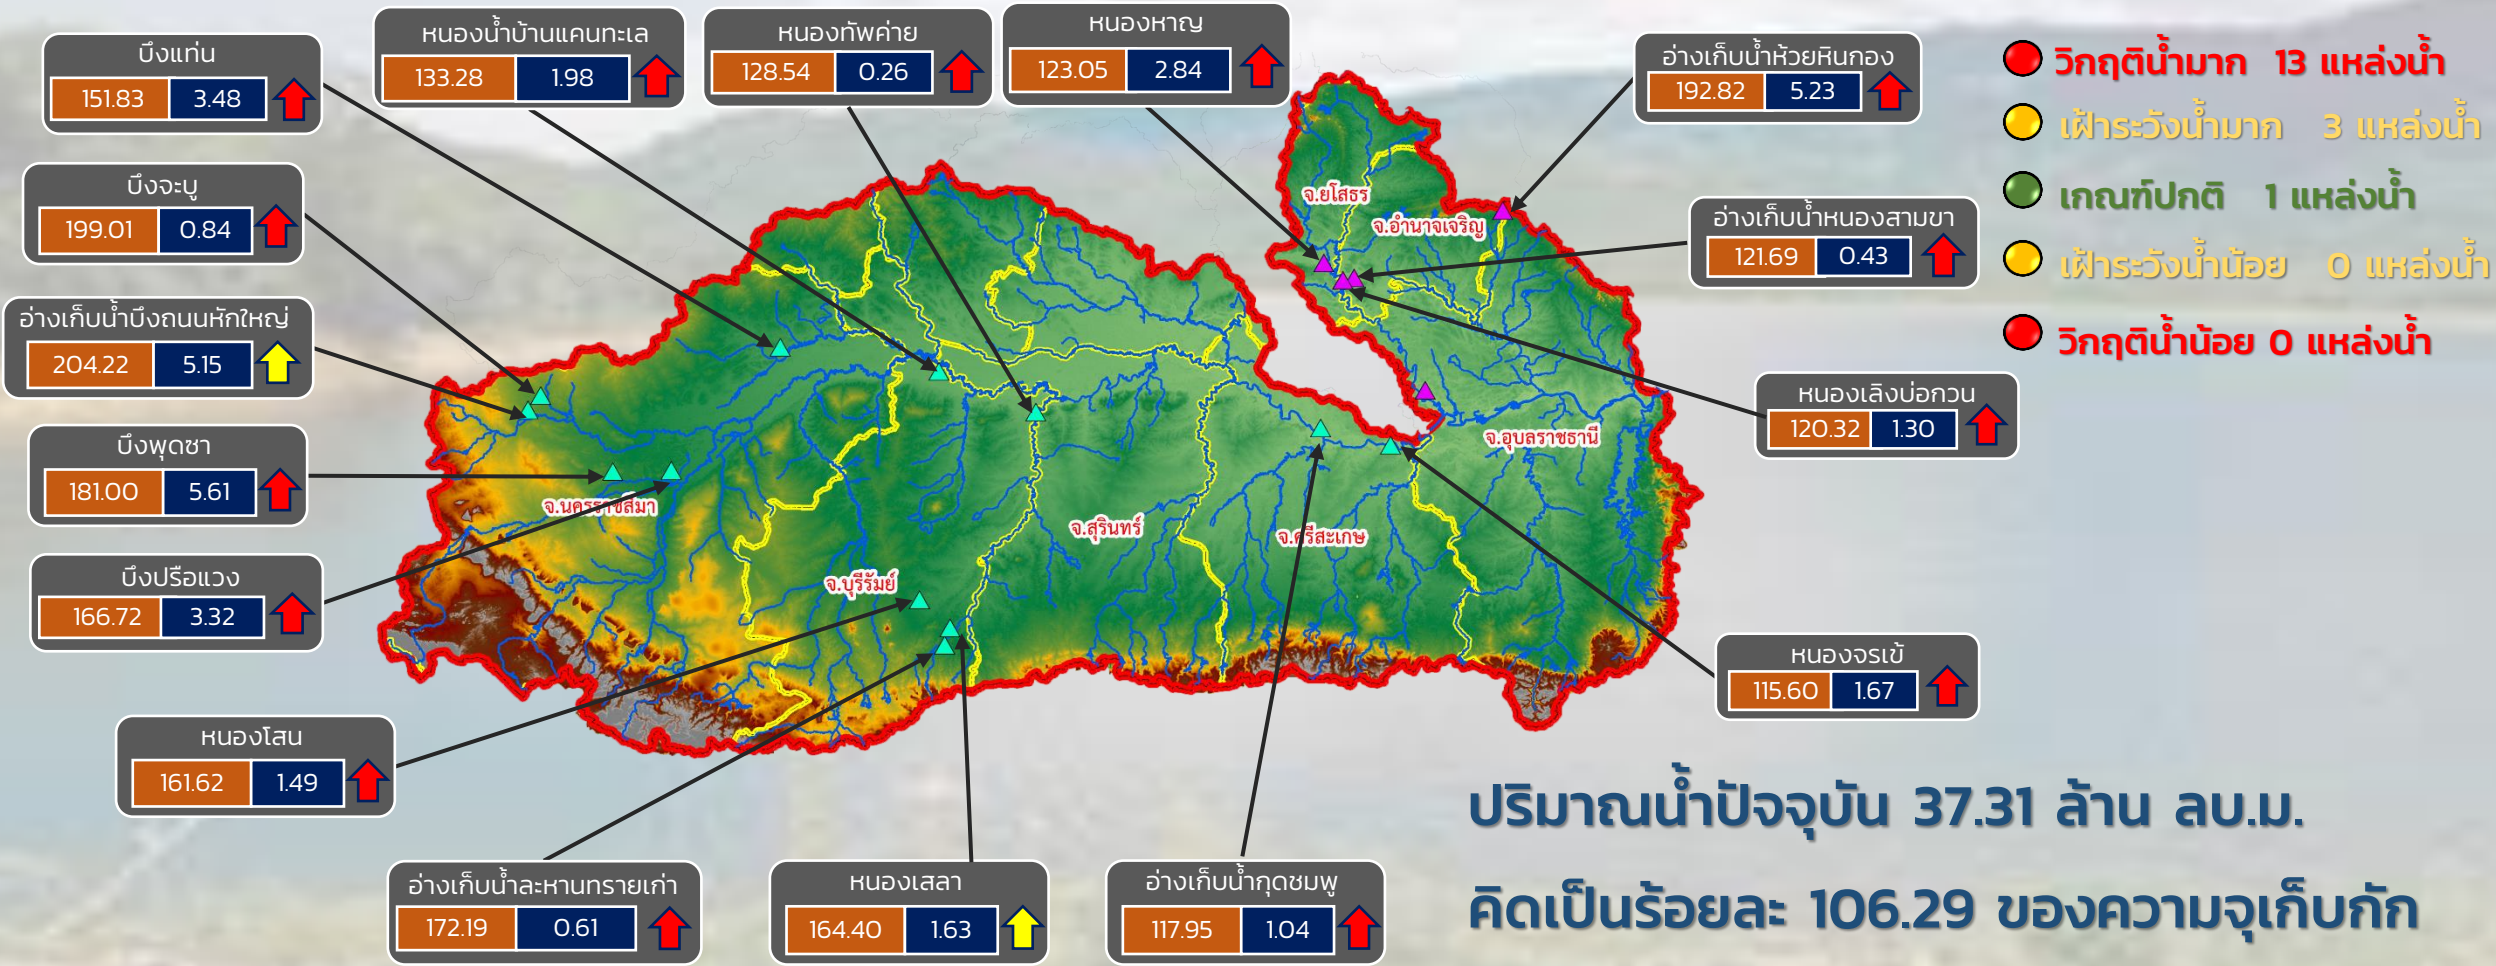 หนองน้ำบ้านแคนทะเล
133.28 1.98
หนองทัพค่าย
128.54 0.26
หนองหาญ
123.05 2.84
บึงแท่น
151.83 3.48
อ่างเก็บน้ำห้วยหินกอง
192.82 5.23
วิกฤติน้ำมาก 13 แหล่งน้ำ
เฝ้าระวังน้ำมาก 3 แหล่งน้ำ
เกณฑ์ปกติ 1 แหล่งน้ำ
เฝ้าระวังน้ำน้อย 0 แหล่งน้ำ
วิกฤติน้ำน้อย 0 แหล่งน้ำ
บึงจะบู
199.01 0.84
อ่างเก็บน้ำหนองสามขา
121.69 0.43
อ่างเก็บน้ำบึงถนนหักใหญ่
204.22 5.15
หนองเลิงบ่อกวน
120.32 1.30
บึงพุดซา
181.00 5.61
บึงปรือแวง
166.72 3.32
จ.ยโสธร
จ.อำนาจเจริญ
จ.อุบลราชธานี
จ.นครราชสีมา
จ.สุรินทร์
จ.ศรีสะเกษ
จ.บุรีรัมย์
หนองจรเข้
115.60 1.67
หนองโสน
161.62 1.49
อ่างเก็บน้ำละหานทรายเก่า
172.19 0.61
หนองเสลา
164.40 1.63
อ่างเก็บน้ำกุดชมพู
117.95 1.04
ปริมาณน้ำปัจจุบัน 37.31 ล้าน ลบ.ม.
คิดเป็นร้อยละ 106.29 ของความจุเก็บกัก